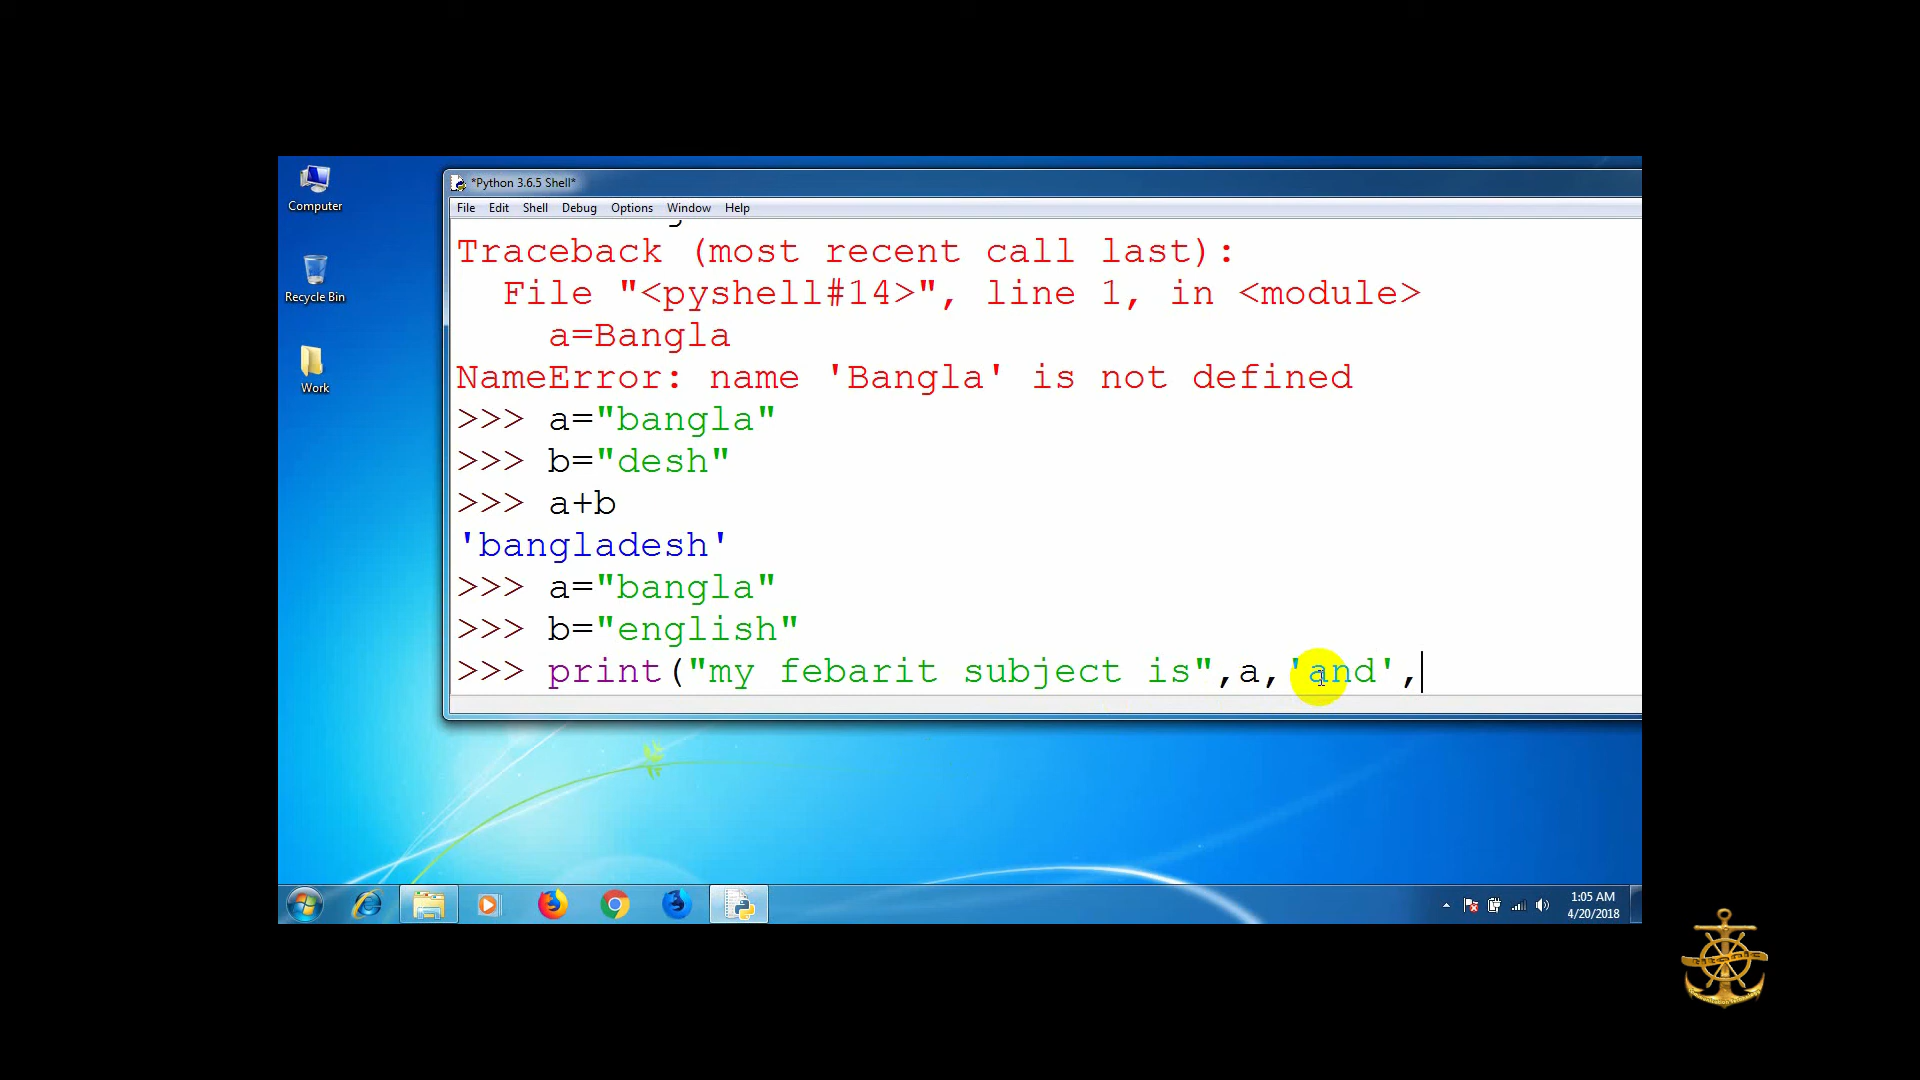 Computer
Recycle Bin
Work
*Python 3.6.5 Shell*
File Edit Shell Debug Options Window Help
Traceback (most recent call last):
  File "<pyshell#14>", line 1, in <module>
    a=Bangla
NameError: name 'Bangla' is not defined
>>> a="bangla"
>>> b="desh"
>>> a+b
'bangladesh'
>>> a="bangla"
>>> b="english"
>>> print("my febarit subject is",a,'and',
1:05 AM
4/20/2018
titanic